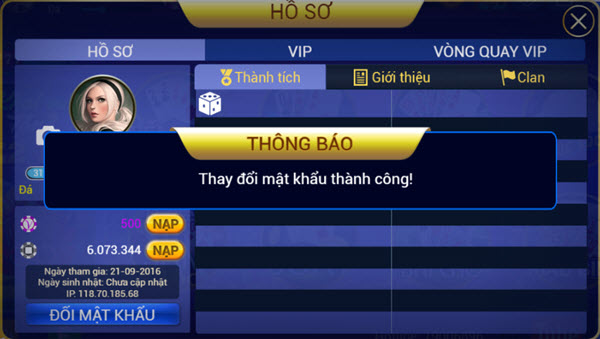 HỒ SƠ
HỒ SƠ
VIP
VÒNG QUAY VIP
Thành tích
Giới thiệu
Clan
THÔNG BÁO
Thay đổi mật khẩu thành công!
31
Đá
500 NẠP
6.073.344 NẠP
Ngày tham gia: 21-09-2016
Ngày sinh nhật: Chưa cập nhật
IP: 118.70.185.68
ĐỔI MẬT KHẨU